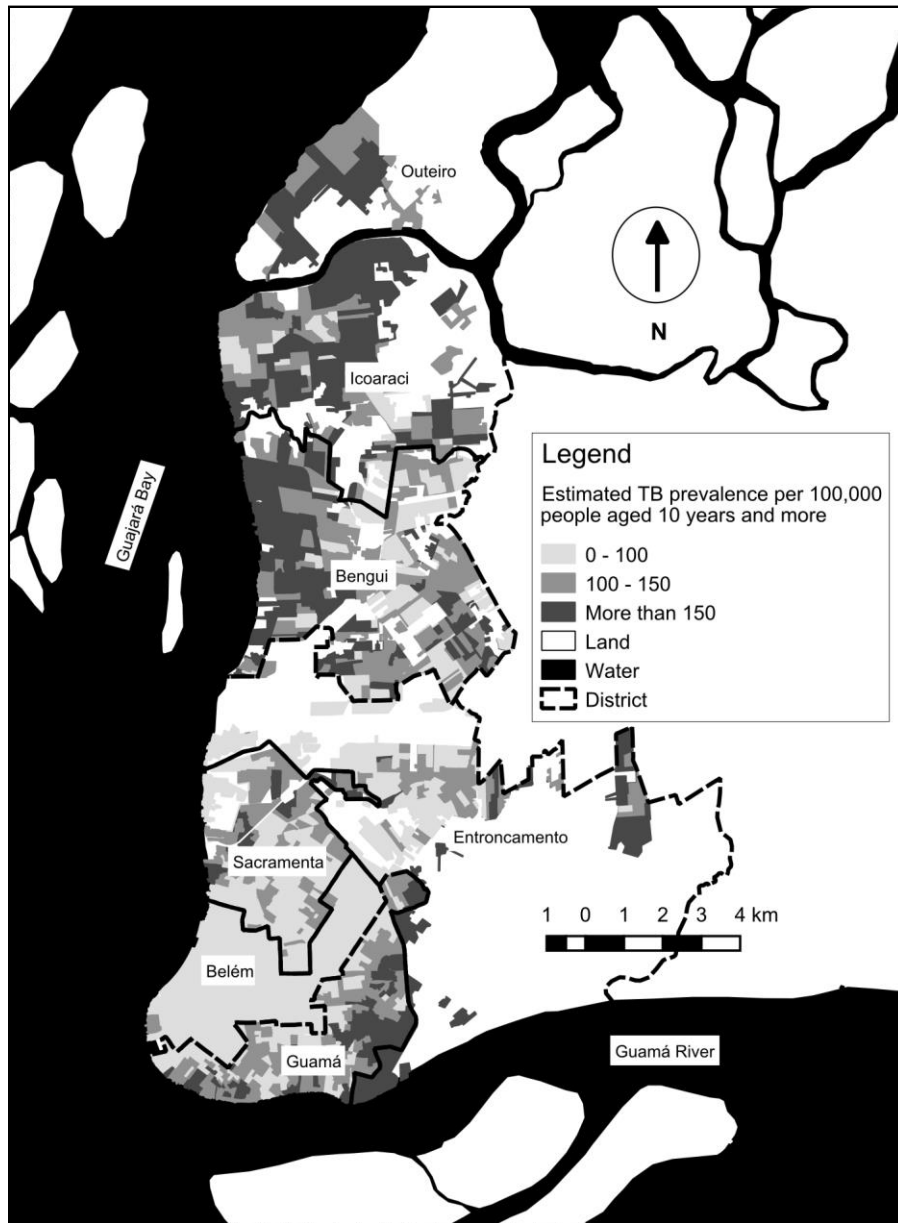 Outeiro
N
Icoaraci
Guajará Bay
Legend
Estimated TB prevalence per 100,000
people aged 10 years and more
0 - 100
100 - 150
More than 150
Land
Water
District
Bengui
Entroncamento
Sacramenta
1 0 1 2 3 4 km
Belém
Guamá
Guamá River